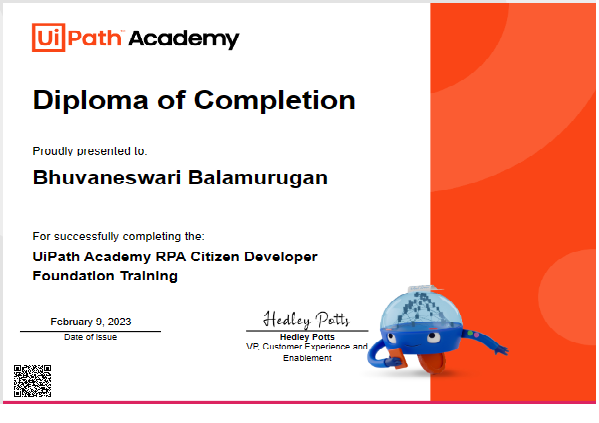 UiPath Academy
Diploma of Completion
Proudly presented to:
Bhuvaneswari Balamurugan
For successfully completing the:
UiPath Academy RPA Citizen Developer
Foundation Training
February 9, 2023
Date of Issue
Hedley Potts
Hedley Potts
VP, Customer Experience and
Enablement